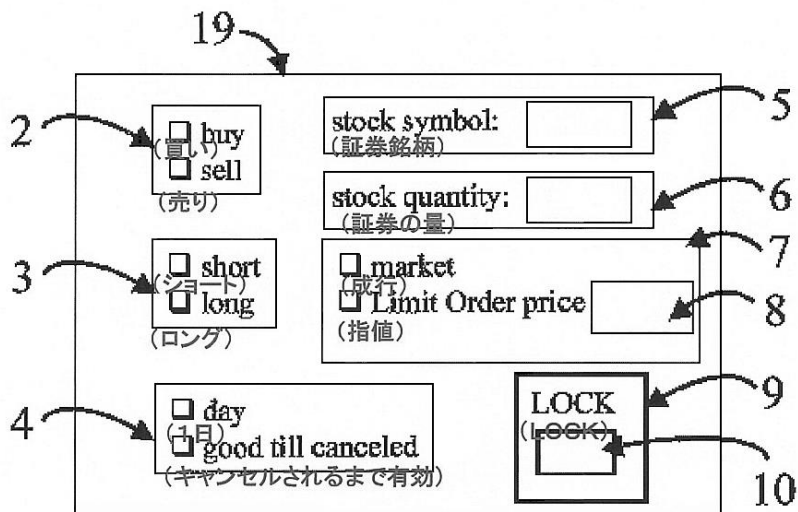 19
2
buy
(買い)
sell
(売り)
stock symbol:
(証券銘柄)
5
stock quantity:
(証券の量)
6
3
short
(ショート)
long
(ロング)
7
market
(成行)
Limit Order price
(指値)
8
4
day
(1日)
good till canceled
(キャンセルされるまで有効)
LOCK
(LOCK)
9
10